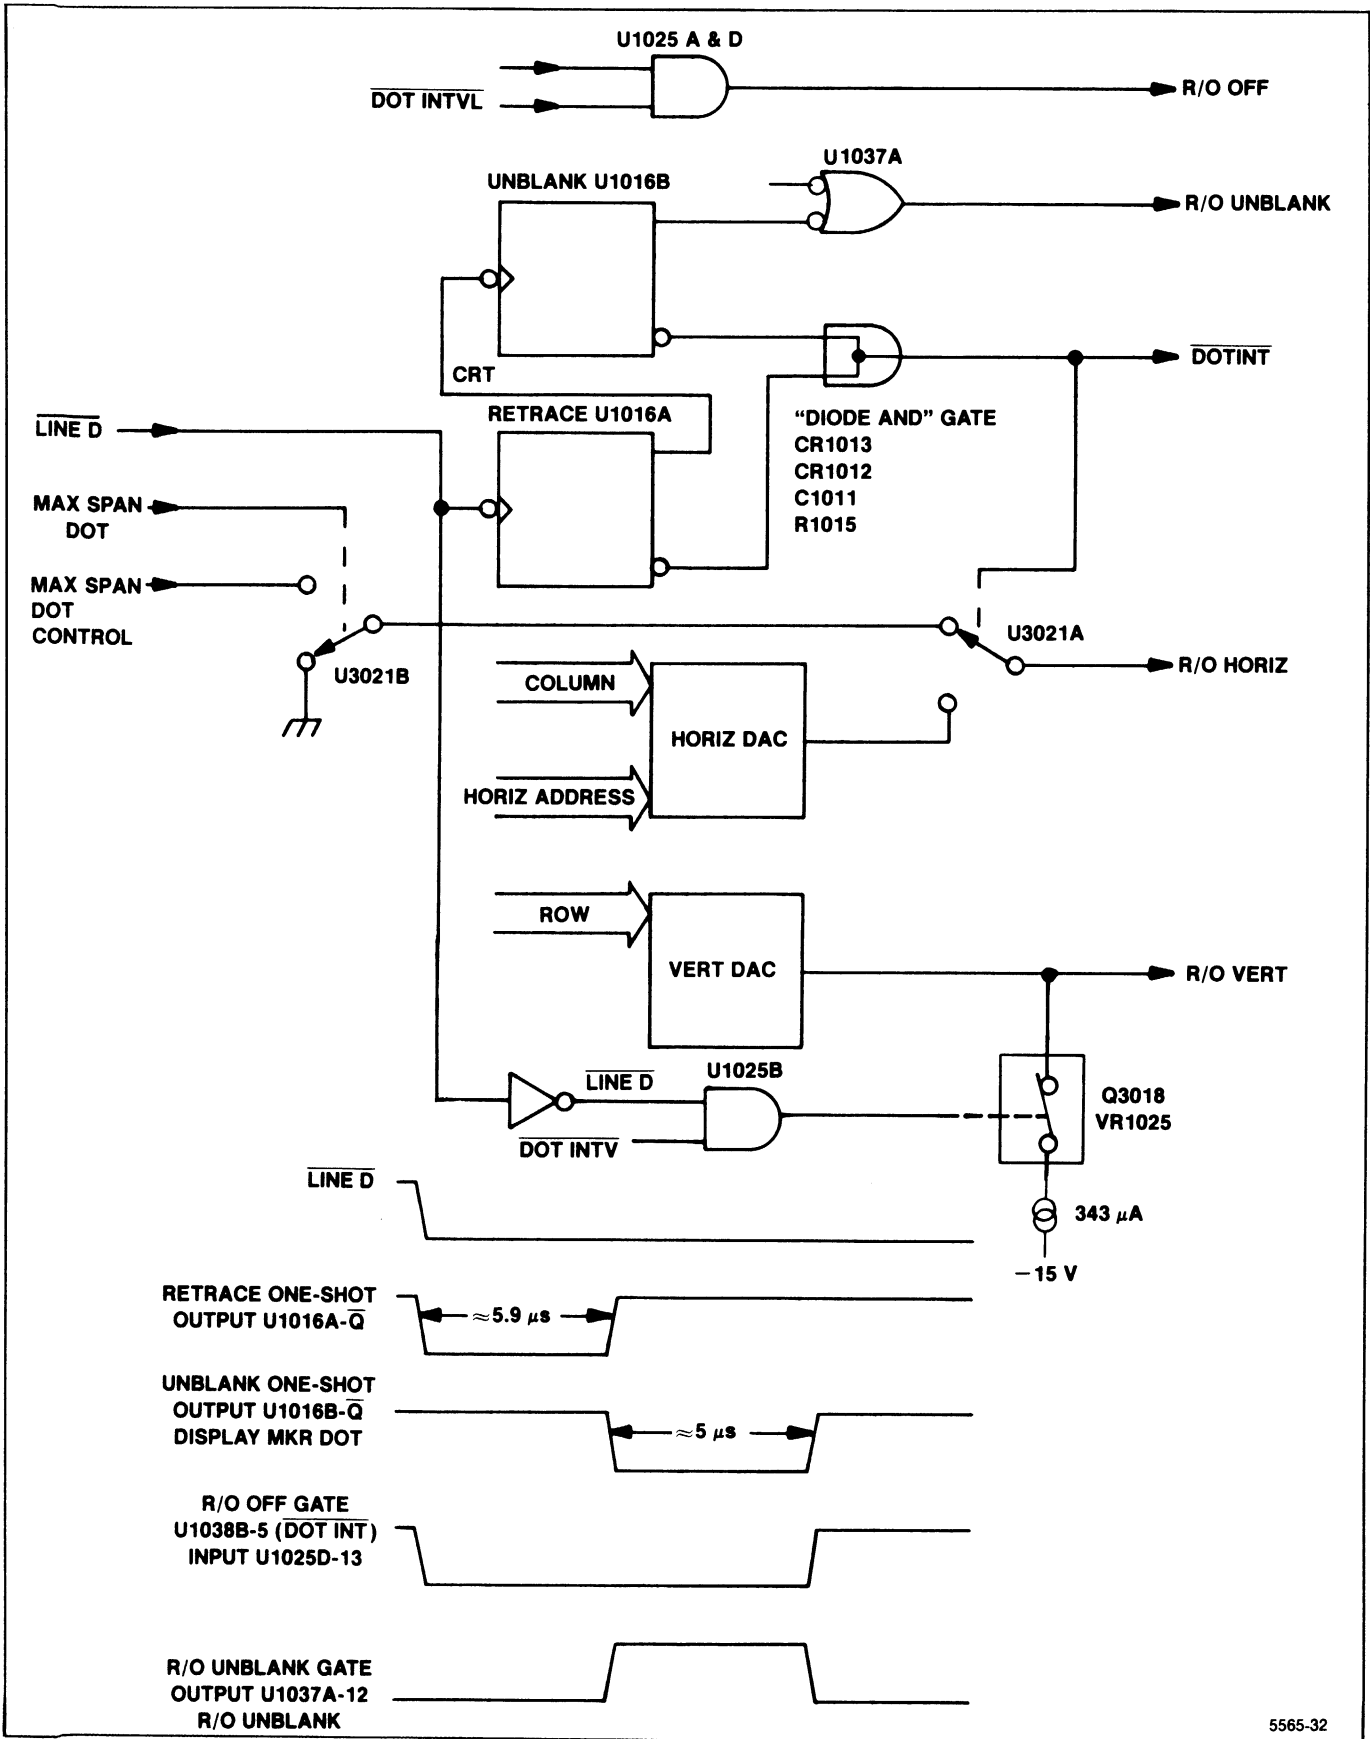 U1025 A & D
DOT INTVL
R/O OFF
U1037A
UNBLANK U1016B
R/O UNBLANK
CRT
DOTINT
RETRACE U1016A
LINE D
"DIODE AND" GATE
CR1013
CR1012
C1011
R1015
MAX SPAN
DOT
MAX SPAN
DOT
CONTROL
U3021B
U3021A
R/O HORIZ
COLUMN
HORIZ DAC
HORIZ ADDRESS
ROW
VERT DAC
R/O VERT
LINE D
U1025B
DOT INTV
Q3018
VR1025
343 µA
−15 V
LINE D
RETRACE ONE-SHOT
OUTPUT U1016A-Q̅
≈5.9 µs
UNBLANK ONE-SHOT
OUTPUT U1016B-Q̅
DISPLAY MKR DOT
≈5 µs
R/O OFF GATE
U1038B-5 (DOT INT)
INPUT U1025D-13
R/O UNBLANK GATE
OUTPUT U1037A-12
R/O UNBLANK
5565-32